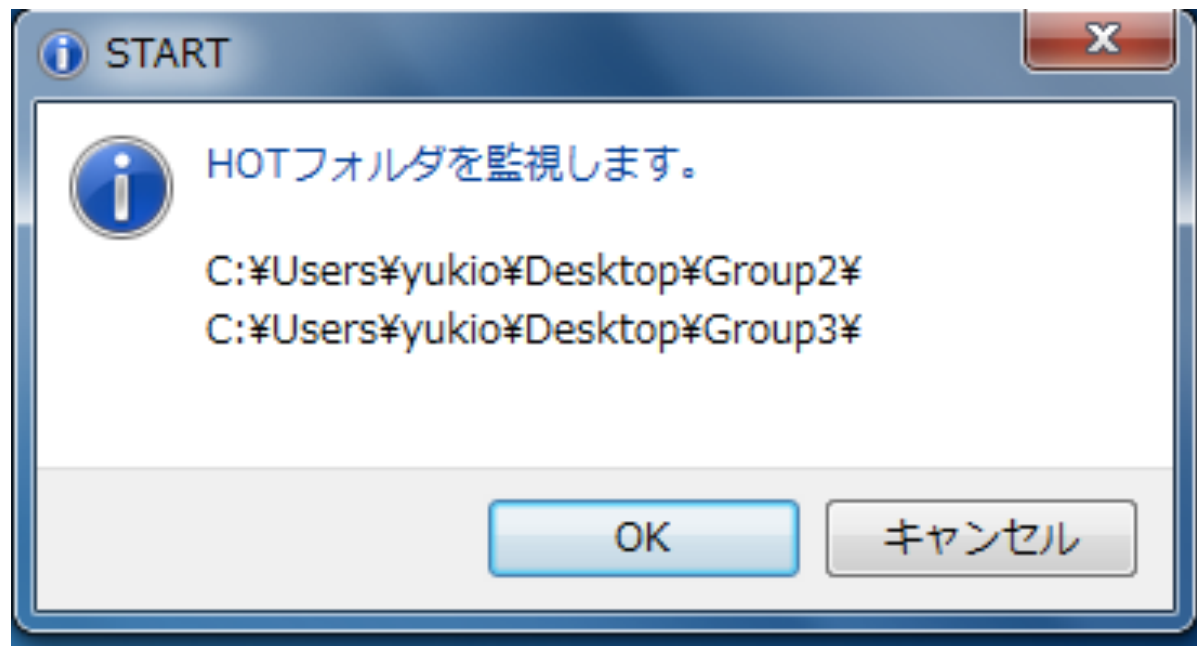 START
HOTフォルダを監視します。
C:¥Users¥yukio¥Desktop¥Group2¥
C:¥Users¥yukio¥Desktop¥Group3¥
OK
キャンセル